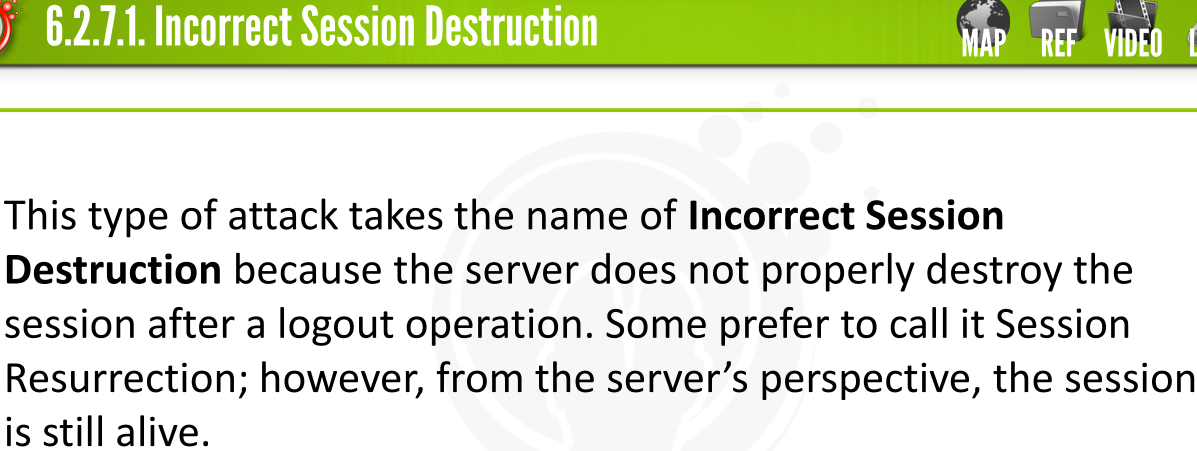 6.2.7.1. Incorrect Session Destruction
MAP REF VIDEO
This type of attack takes the name of Incorrect Session
Destruction because the server does not properly destroy the
session after a logout operation. Some prefer to call it Session
Resurrection; however, from the server’s perspective, the session
is still alive.